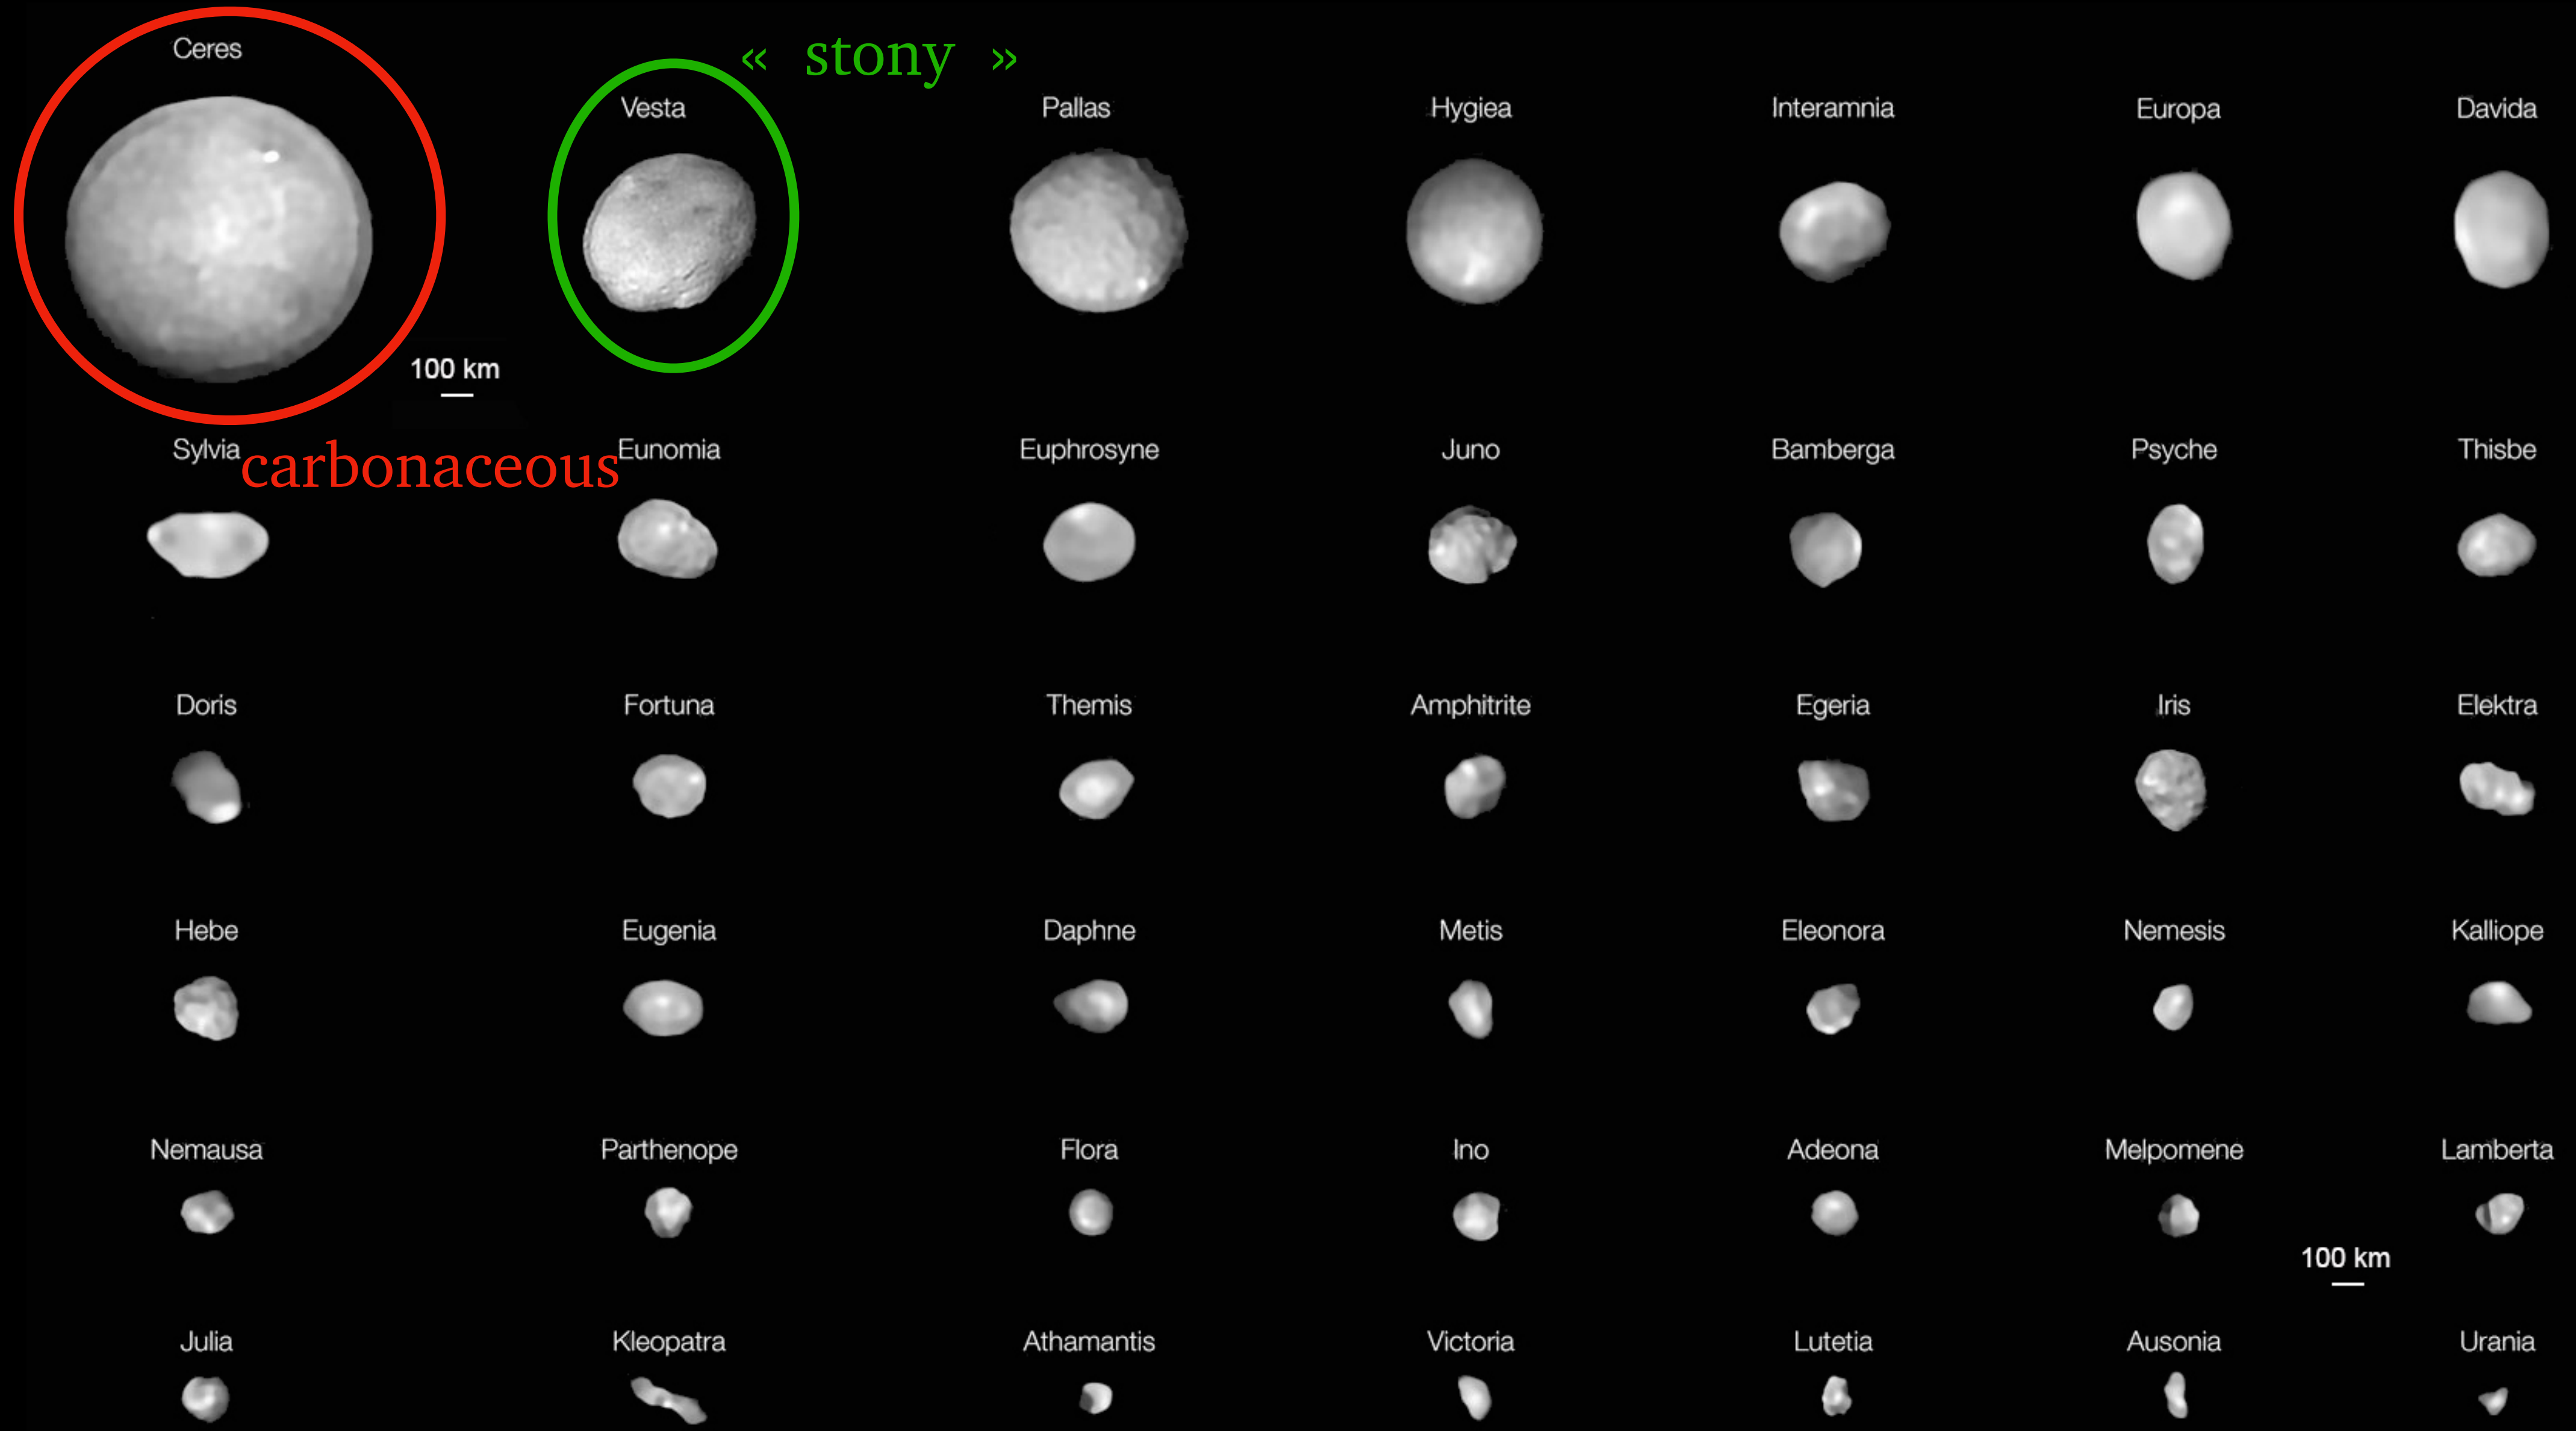 Ceres
« stony »
Vesta
Pallas
Hygiea
Interamnia
Europa
Davida
100 km
carbonaceous
Sylvia
Eunomia
Euphrosyne
Juno
Bamberga
Psyche
Thisbe
Doris
Fortuna
Themis
Amphitrite
Egeria
Iris
Elektra
Hebe
Eugenia
Daphne
Metis
Eleonora
Nemesis
Kalliope
Nemausa
Parthenope
Flora
Ino
Adeona
Melpomene
Lamberta
100 km
Julia
Kleopatra
Athamantis
Victoria
Lutetia
Ausonia
Urania